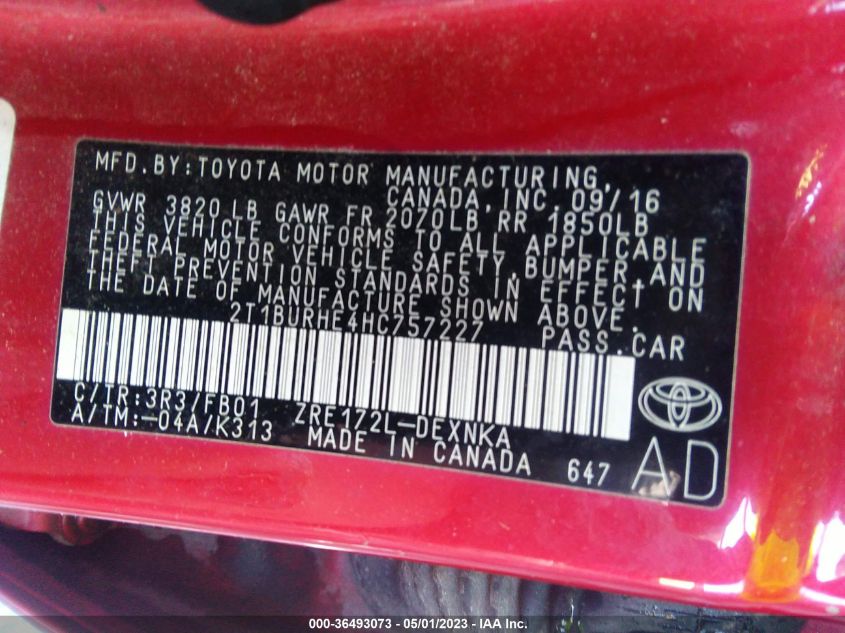 MFD.BY:TOYOTA MOTOR MANUFACTURING,
CANADA, INC.09/16
GVWR 3820 LB GAWR FR 2070LB RR 1850LB
THIS VEHICLE CONFORMS TO ALL APPLICABLE
FEDERAL MOTOR VEHICLE SAFETY,BUMPER,AND
THEFT PREVENTION STANDARDS IN EFFECT ON
THE DATE OF MANUFACTURE SHOWN ABOVE.
2T1BURHE4HC757227 PASS.CAR
C/TR:3R3/FB01 ZRE172L-DEXNKA
A/TM:-04A/K313 MADE IN CANADA 647 AD
000-36493073 - 05/01/2023 - IAA Inc.